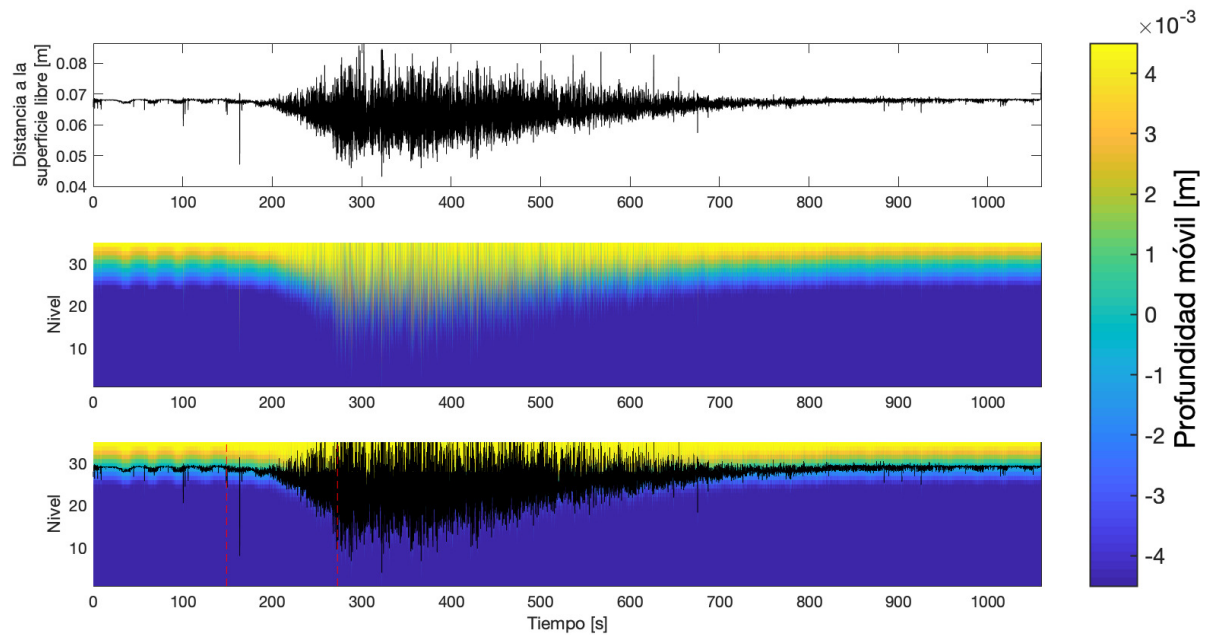 ×10⁻³
Distancia a la
superficie libre [m]
0.08
0.07
0.06
0.05
0.04
0 100 200 300 400 500 600 700 800 900 1000
Nivel
30
20
10
0 100 200 300 400 500 600 700 800 900 1000
Nivel
30
20
10
0 100 200 300 400 500 600 700 800 900 1000
Tiempo [s]
4
3
2
1
0
-1
-2
-3
-4
Profundidad móvil [m]